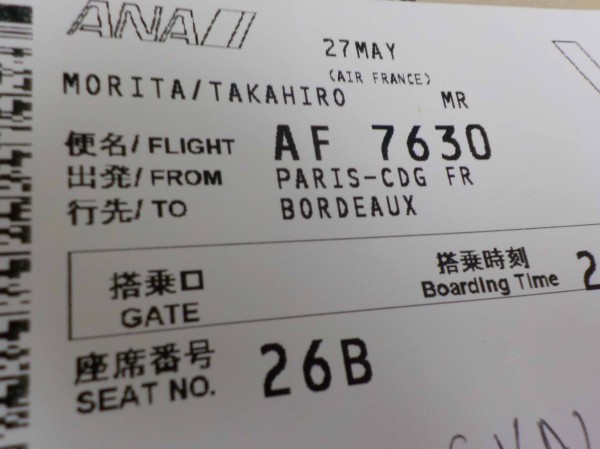 ANA
27MAY
(AIR FRANCE)
MORITA/TAKAHIRO MR
便名/ FLIGHT AF 7630
出発/ FROM PARIS-CDG FR
行先/ TO BORDEAUX
搭乗口 搭乗時刻
GATE Boarding Time 2
座席番号 26B
SEAT NO.